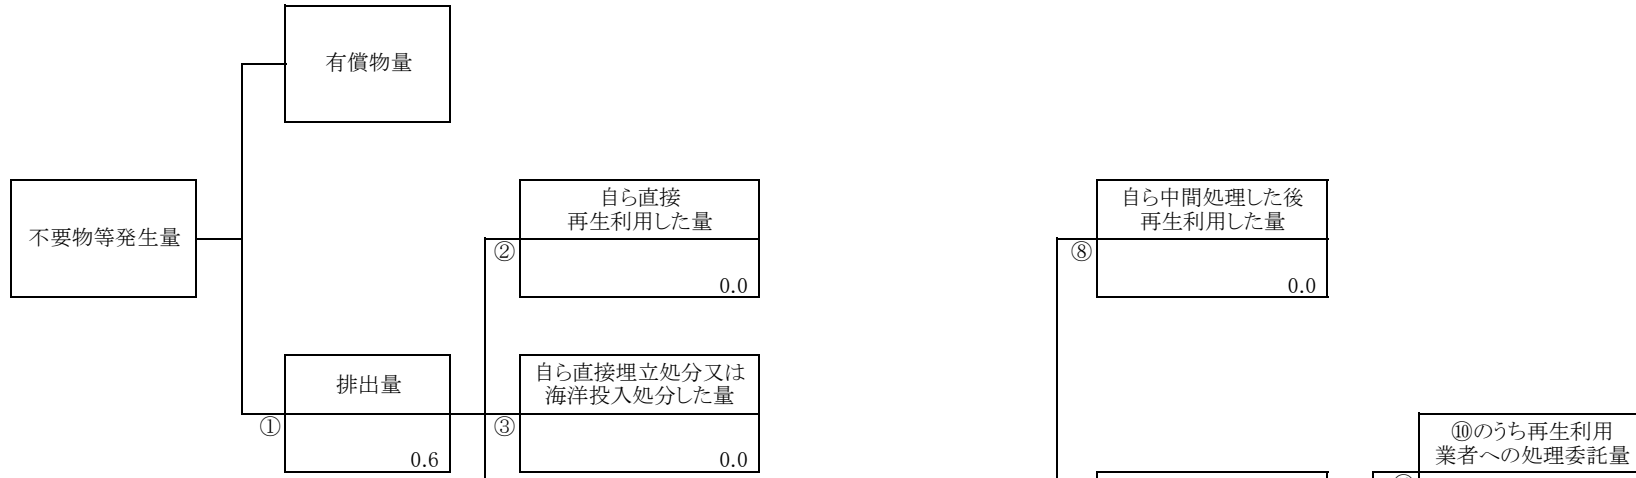 有償物量
不要物等発生量
自ら直接
再生利用した量
②
0.0
自ら中間処理した後
再生利用した量
⑧
0.0
排出量
①
0.6
自ら直接埋立処分又は
海洋投入処分した量
③
0.0
⑩のうち再生利用
業者への処理委託量